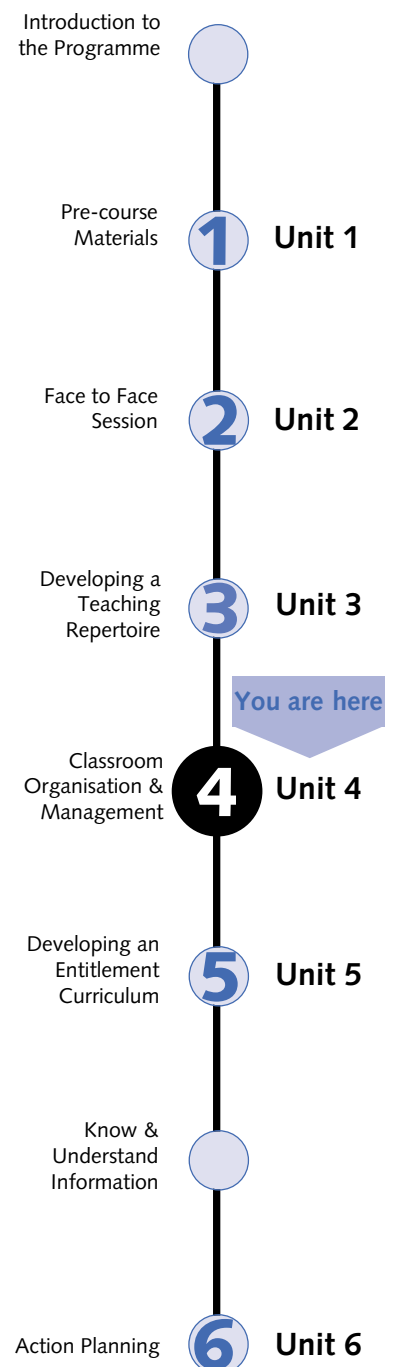 Introduction to
the Programme
Pre-course
Materials
1
Unit 1
Face to Face
Session
2
Unit 2
Developing a
Teaching
Repertoire
3
Unit 3
You are here
Classroom
Organisation &
Management
4
Unit 4
Developing an
Entitlement
Curriculum
5
Unit 5
Know &
Understand
Information
Action Planning
6
Unit 6